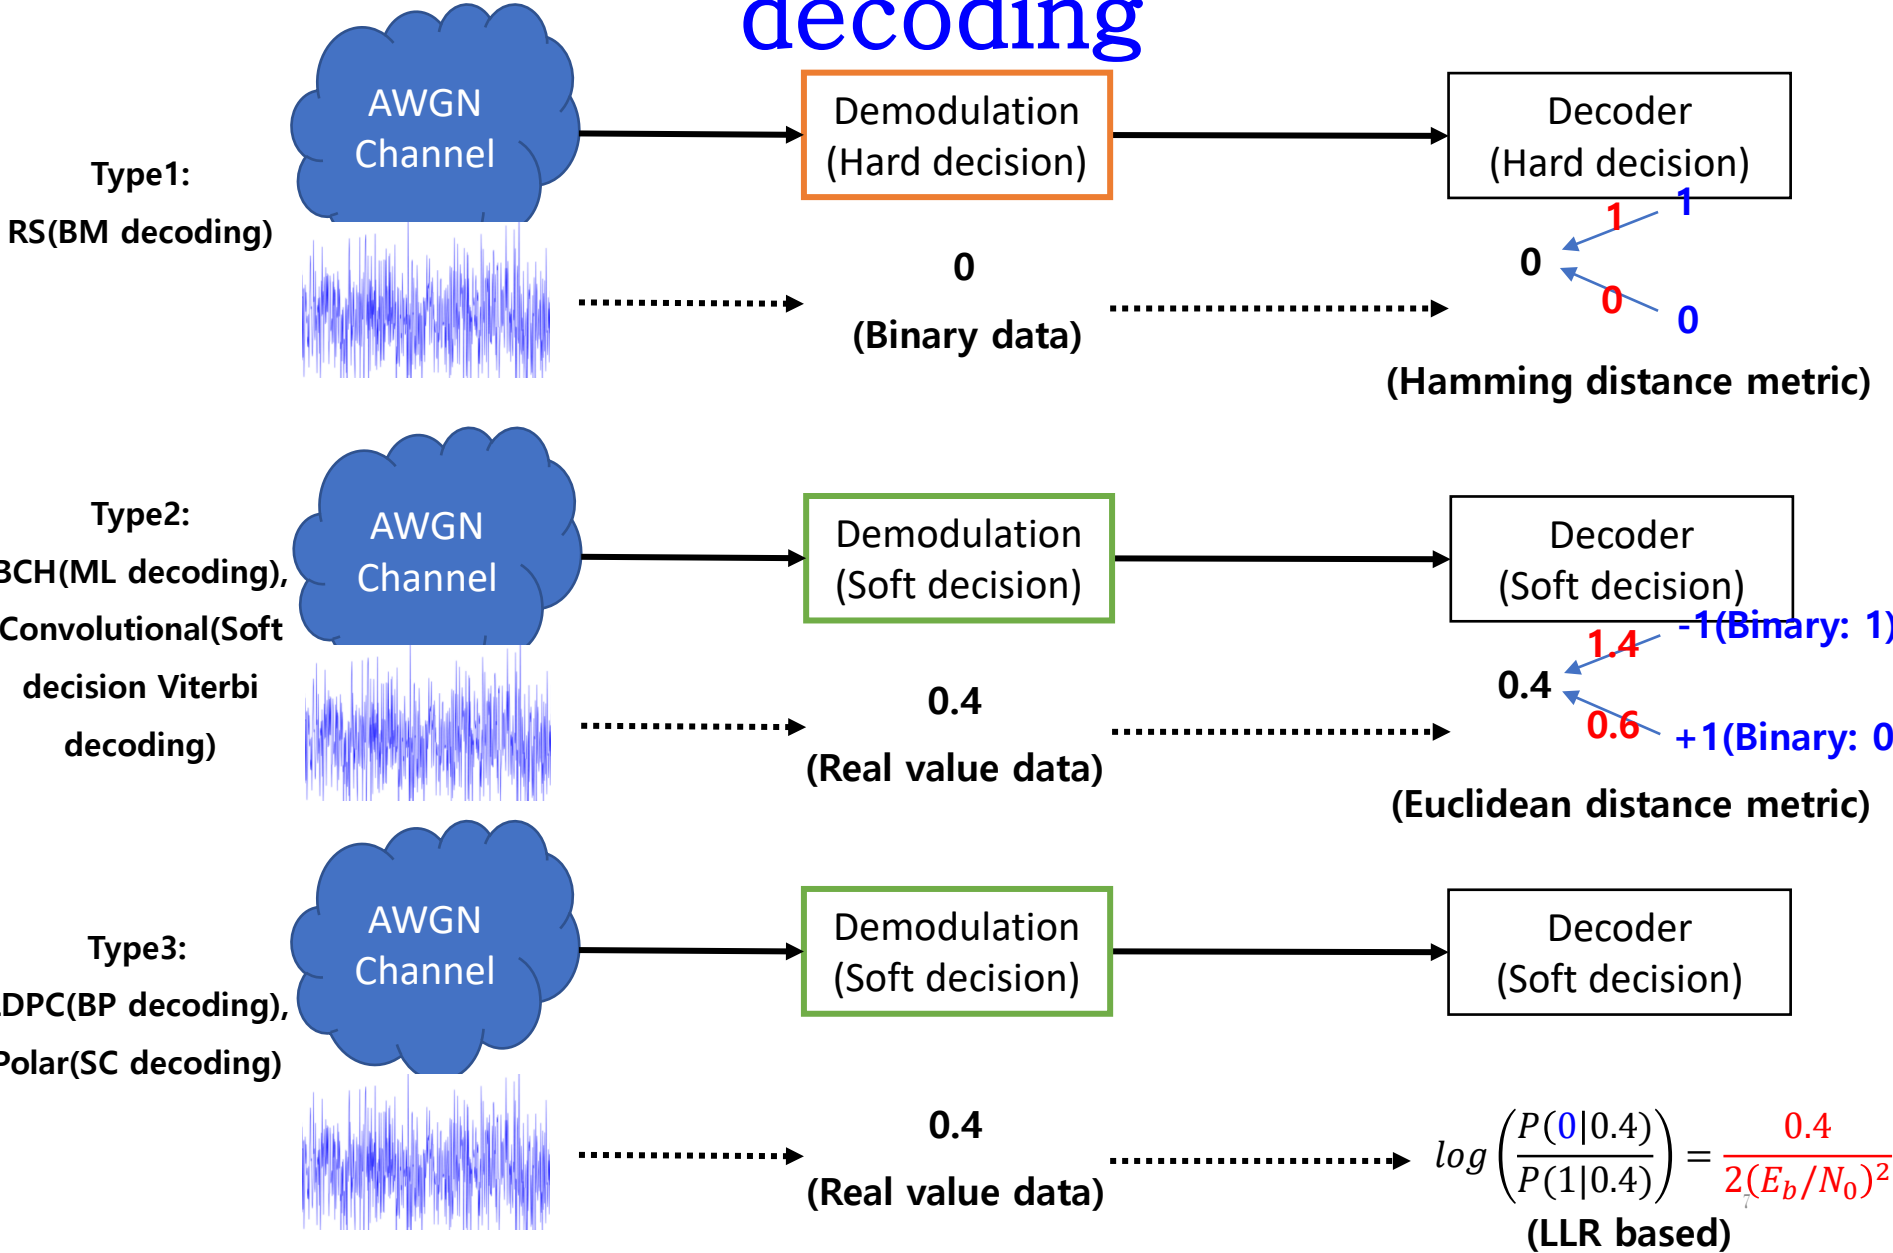 decoding
Type1:
RS(BM decoding)
AWGN
Channel
Demodulation
(Hard decision)
Decoder
(Hard decision)
0
(Binary data)
0
1
1
0
0
(Hamming distance metric)
Type2:
BCH(ML decoding),
Convolutional(Soft
decision Viterbi
decoding)
AWGN
Channel
Demodulation
(Soft decision)
Decoder
(Soft decision)
0.4
(Real value data)
0.4
1.4
-1(Binary: 1)
0.6
+1(Binary: 0
(Euclidean distance metric)
Type3:
DPC(BP decoding),
Polar(SC decoding)
AWGN
Channel
Demodulation
(Soft decision)
Decoder
(Soft decision)
0.4
(Real value data)
log(P(0|0.4)/P(1|0.4)) = 0.4/2(E_b/N_0)^2
7
(LLR based)